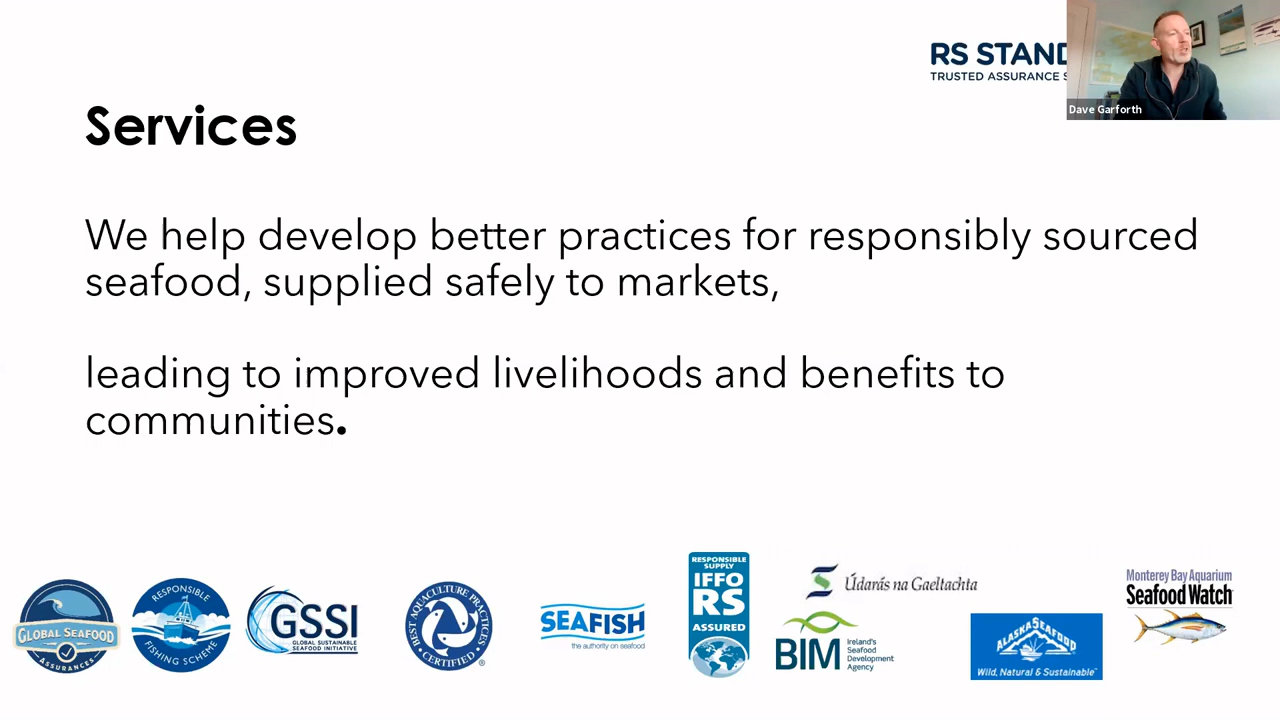 RS STAND
TRUSTED ASSURANCE S
Dave Garforth
Services
We help develop better practices for responsibly sourced
seafood, supplied safely to markets,
leading to improved livelihoods and benefits to
communities.
GLOBAL SEAFOOD
ASSURANCES
RESPONSIBLE
FISHING SCHEME
GSSI
GLOBAL SUSTAINABLE
SEAFOOD INITIATIVE
BEST AQUACULTURE PRACTICES
CERTIFIED
®
SEAFISH
the authority on seafood
RESPONSIBLE
SUPPLY
IFFO
RS
ASSURED
Údarás na Gaeltachta
BIM
Ireland's
Seafood
Development
Agency
ALASKA SEAFOOD
Wild, Natural & Sustainable™
Monterey Bay Aquarium
Seafood Watch